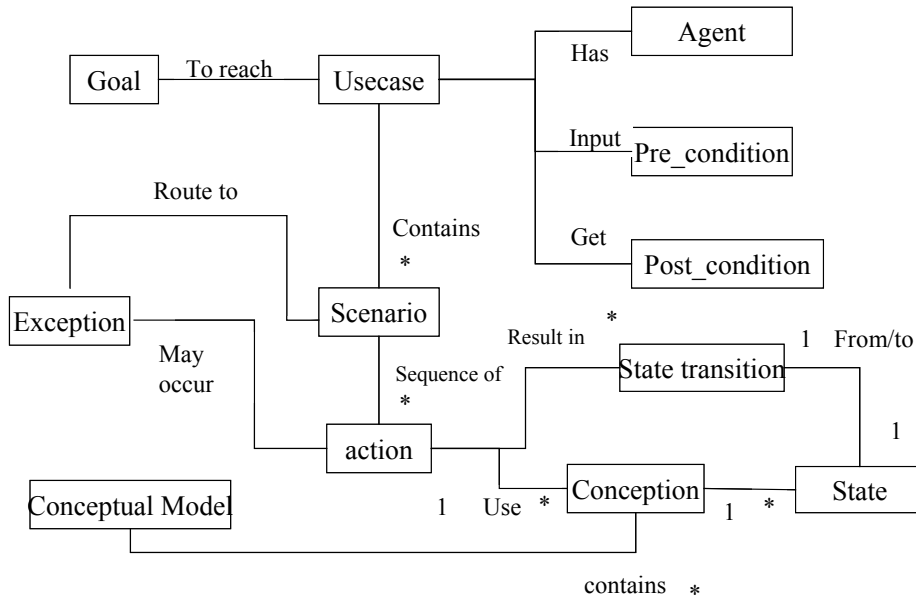 Agent
Has
Goal
To reach
Usecase
Input
Pre_condition
Route to
Contains
*
Get
Post_condition
Exception
Scenario
May
occur
Result in
*
State transition
1
From/to
Sequence of
*
action
1
Conceptual Model
1
Use
*
Conception
1
*
State
contains
*